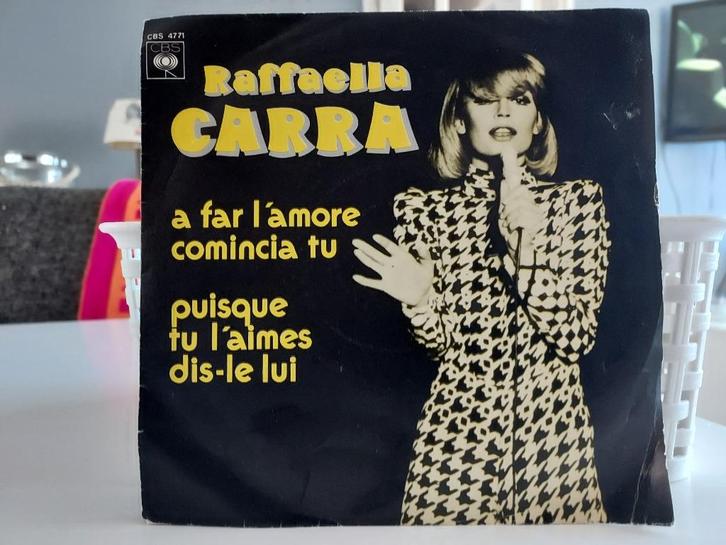 CBS 4771
CBS
Raffaella
CARRA
a far l'amore
comincia tu
puisque
tu l'aimes
dis-le lui